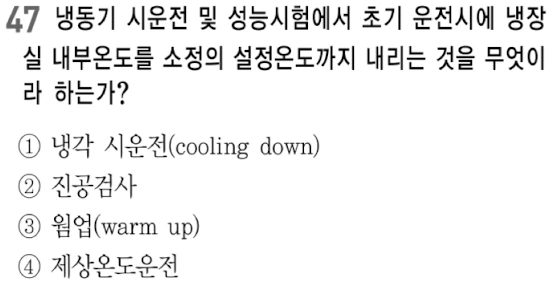 47 냉동기 시운전 및 성능시험에서 초기 운전시에 냉장
실 내부온도를 소정의 설정온도까지 내리는 것을 무엇이
라 하는가?
① 냉각 시운전(cooling down)
② 진공검사
③ 웜업(warm up)
④ 제상온도운전